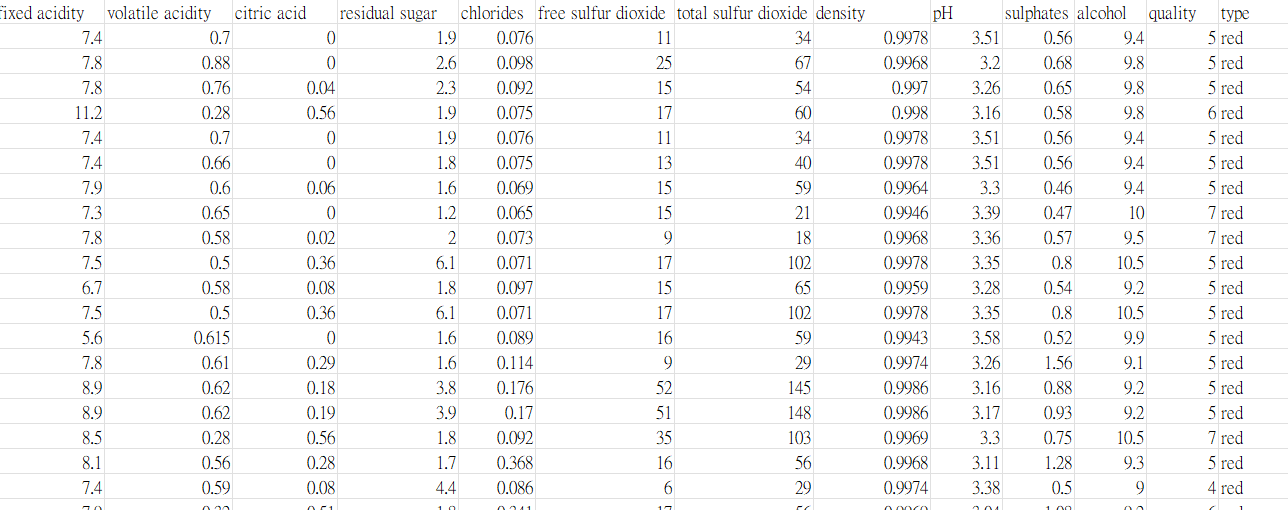 fixed acidity volatile acidity citric acid residual sugar chlorides free sulfur dioxide total sulfur dioxide density pH sulphates alcohol quality type
7.4 0.7 0 1.9 0.076 11 34 0.9978 3.51 0.56 9.4 5 red
7.8 0.88 0 2.6 0.098 25 67 0.9968 3.2 0.68 9.8 5 red
7.8 0.76 0.04 2.3 0.092 15 54 0.997 3.26 0.65 9.8 5 red
11.2 0.28 0.56 1.9 0.075 17 60 0.998 3.16 0.58 9.8 6 red
7.4 0.7 0 1.9 0.076 11 34 0.9978 3.51 0.56 9.4 5 red
7.4 0.66 0 1.8 0.075 13 40 0.9978 3.51 0.56 9.4 5 red
7.9 0.6 0.06 1.6 0.069 15 59 0.9964 3.3 0.46 9.4 5 red
7.3 0.65 0 1.2 0.065 15 21 0.9946 3.39 0.47 10 7 red
7.8 0.58 0.02 2 0.073 9 18 0.9968 3.36 0.57 9.5 7 red
7.5 0.5 0.36 6.1 0.071 17 102 0.9978 3.35 0.8 10.5 5 red
6.7 0.58 0.08 1.8 0.097 15 65 0.9959 3.28 0.54 9.2 5 red
7.5 0.5 0.36 6.1 0.071 17 102 0.9978 3.35 0.8 10.5 5 red
5.6 0.615 0 1.6 0.089 16 59 0.9943 3.58 0.52 9.9 5 red
7.8 0.61 0.29 1.6 0.114 9 29 0.9974 3.26 1.56 9.1 5 red
8.9 0.62 0.18 3.8 0.176 52 145 0.9986 3.16 0.88 9.2 5 red
8.9 0.62 0.19 3.9 0.17 51 148 0.9986 3.17 0.93 9.2 5 red
8.5 0.28 0.56 1.8 0.092 35 103 0.9969 3.3 0.75 10.5 7 red
8.1 0.56 0.28 1.7 0.368 16 56 0.9968 3.11 1.28 9.3 5 red
7.4 0.59 0.08 4.4 0.086 6 29 0.9974 3.38 0.5 9 4 red